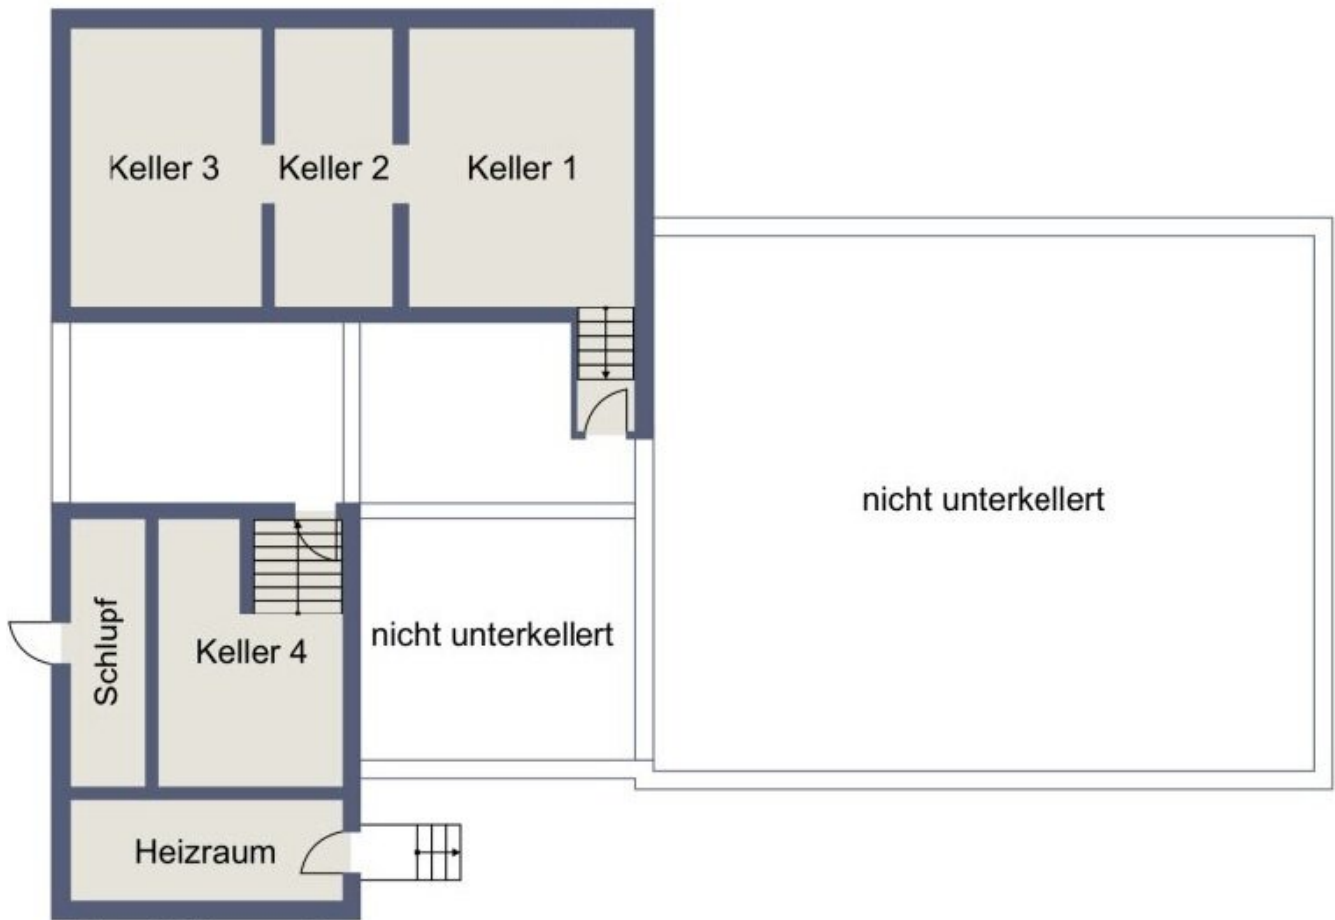 Keller 3
Keller 2
Keller 1
nicht unterkellert
Schlupf
Keller 4
nicht unterkellert
Heizraum